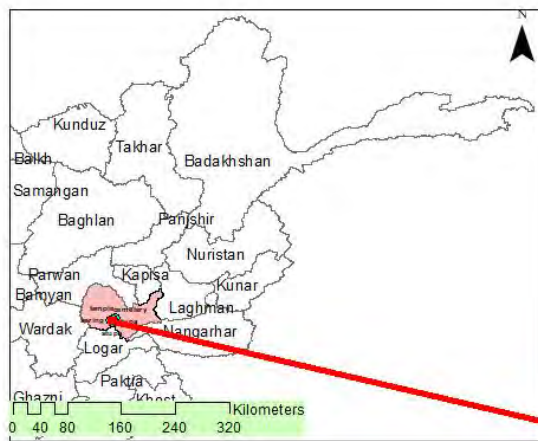 N
Kunduz
Takhar
Badakhshan
Balkh
Samangan
Baghlan
Panjshir
Nuristan
Parwan
Kapisa
Kunar
Bamyan
Laghman
Wardak
Nangarhar
Logar
Paktia
Ghazni
Khost
Kilometers
0 40 80 160 240 320